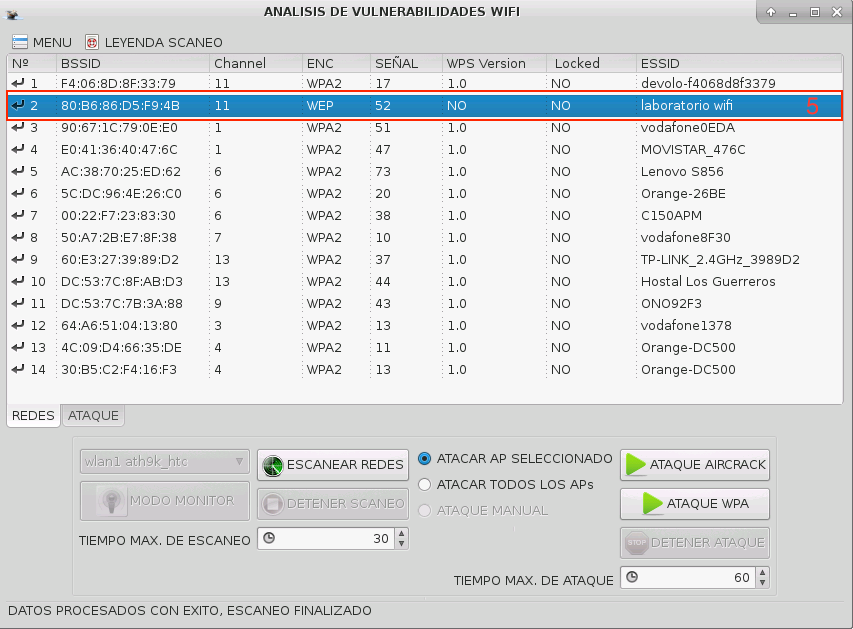 ANALISIS DE VULNERABILIDADES WIFI
MENU LEYENDA SCANEO
Nº BSSID Channel ENC SEÑAL WPS Version Locked ESSID
1 F4:06:8D:8F:33:79 11 WPA2 17 1.0 NO devolo-f4068d8f3379
2 80:B6:86:D5:F9:4B 11 WEP 52 NO NO laboratorio wifi 5
3 90:67:1C:79:0E:E0 1 WPA2 51 1.0 NO vodafone0EDA
4 E0:41:36:40:47:6C 1 WPA2 47 1.0 NO MOVISTAR_476C
5 AC:38:70:25:ED:62 6 WPA2 73 1.0 NO Lenovo S856
6 5C:DC:96:4E:26:C0 6 WPA2 20 1.0 NO Orange-26BE
7 00:22:F7:23:83:30 6 WPA2 38 1.0 NO C150APM
8 50:A7:2B:E7:8F:38 7 WPA2 10 1.0 NO vodafone8F30
9 60:E3:27:39:89:D2 13 WPA2 37 1.0 NO TP-LINK_2.4GHz_3989D2
10 DC:53:7C:8F:AB:D3 13 WPA2 44 1.0 NO Hostal Los Guerreros
11 DC:53:7C:7B:3A:88 9 WPA2 43 1.0 NO ONO92F3
12 64:A6:51:04:13:80 3 WPA2 13 1.0 NO vodafone1378
13 4C:09:D4:66:35:DE 4 WPA2 11 1.0 NO Orange-DC500
14 30:B5:C2:F4:16:F3 4 WPA2 13 1.0 NO Orange-DC500
REDES ATAQUE
wlan1 ath9k_htc ESCANEAR REDES ATACAR AP SELECCIONADO ATAQUE AIRCRACK
ATACAR TODOS LOS APs
MODO MONITOR DETENER SCANEO ATAQUE WPA
ATAQUE MANUAL
TIEMPO MAX. DE ESCANEO 30 STOP DETENER ATAQUE
TIEMPO MAX. DE ATAQUE 60
DATOS PROCESADOS CON EXITO, ESCANEO FINALIZADO